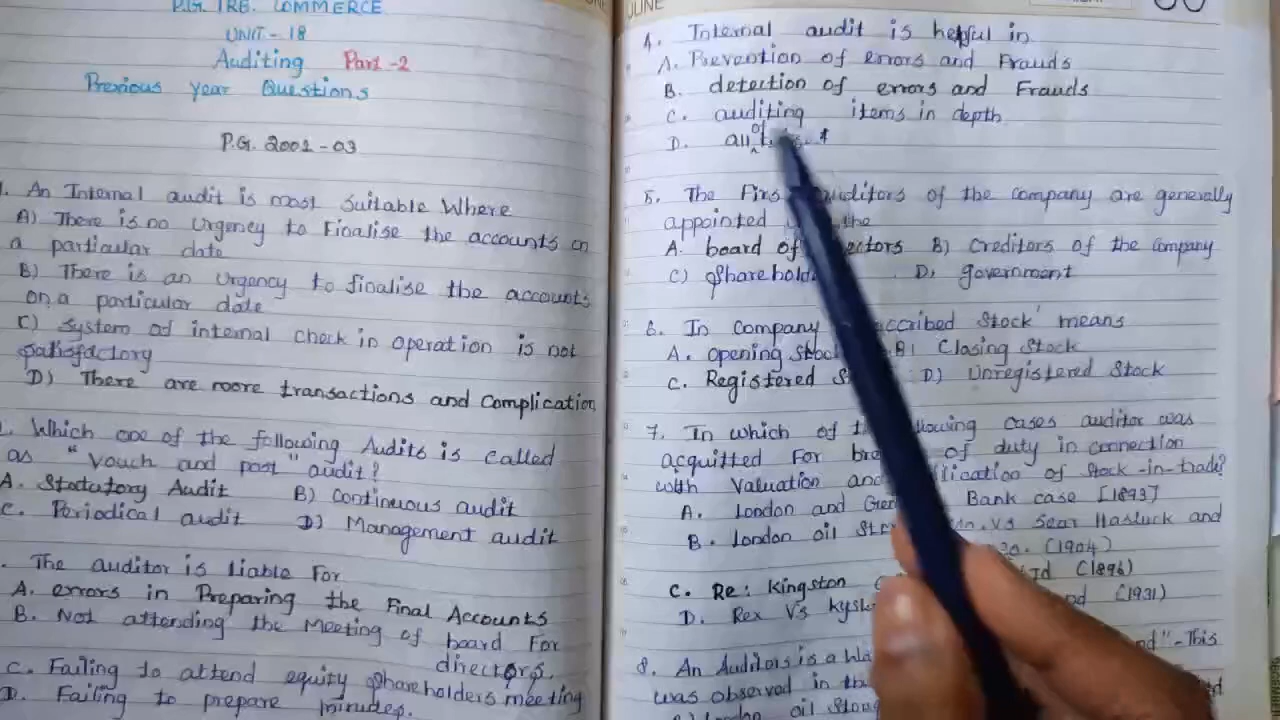 P.G. TRB. COMMERCE
UNIT - 18
Auditing Part-2
Previous year Questions
P.G. 2001-03
1. An Internal audit is most Suitable Where
A) There is no Urgency to Finalise the accounts on
a particular date
B) There is an Urgency to finalise the accounts
on a particular date
C) System of internal check in operation is not
Satisfactory
D) There are more transactions and Complication
2. Which one of the following Audits is called
as "Vouch and post" audit?
A. Statutory Audit B) Continuous audit
C. Periodical audit D) Management audit
. The auditor is liable For
A. errors in Preparing the Final Accounts
B. Not attending the Meeting of board For
directors.
C. Failing to attend equity Shareholders meeting
D. Failing to prepare minutes.
JUNE
4. Internal audit is helpful in
A. Prevention of errors and Frauds
B. detection of errors and Frauds
C. auditing items in depth
D. all of
5. The auditors of the company are generally
appointed the
A. board of B) Creditors of the Company
C) D) government
6. In Company Stock' means
A. Opening Stock B) Closing Stock
C. Registered D) Unregistered Stock
7. In which of cases auditor was
acquitted For of duty in connection
with Valuation and of Stock-in-trade?
A. London and Bank case [1893]
B. London oil Vs Sear Hasluck and
(1904)
C. Re: Kingston (1896)
D. Rex Vs (1931)
8. An Auditors is a - This
was observed in
London oil